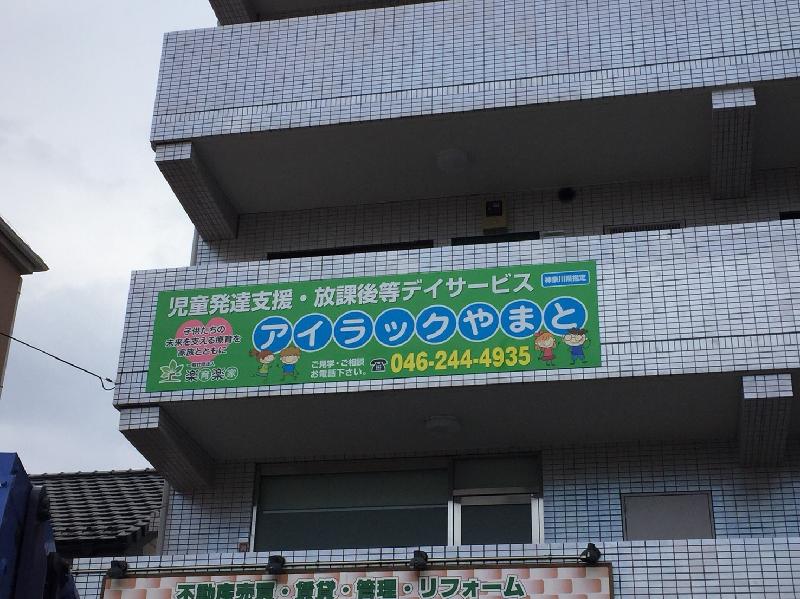 児童発達支援・放課後等デイサービス
神奈川県指定
子供たちの
未来を支える療育を
家族とともに
アイラックやまと
楽育楽家
ご見学・ご相談
お電話下さい。
046-244-4935
不動産売買・賃貸・管理・リフォーム